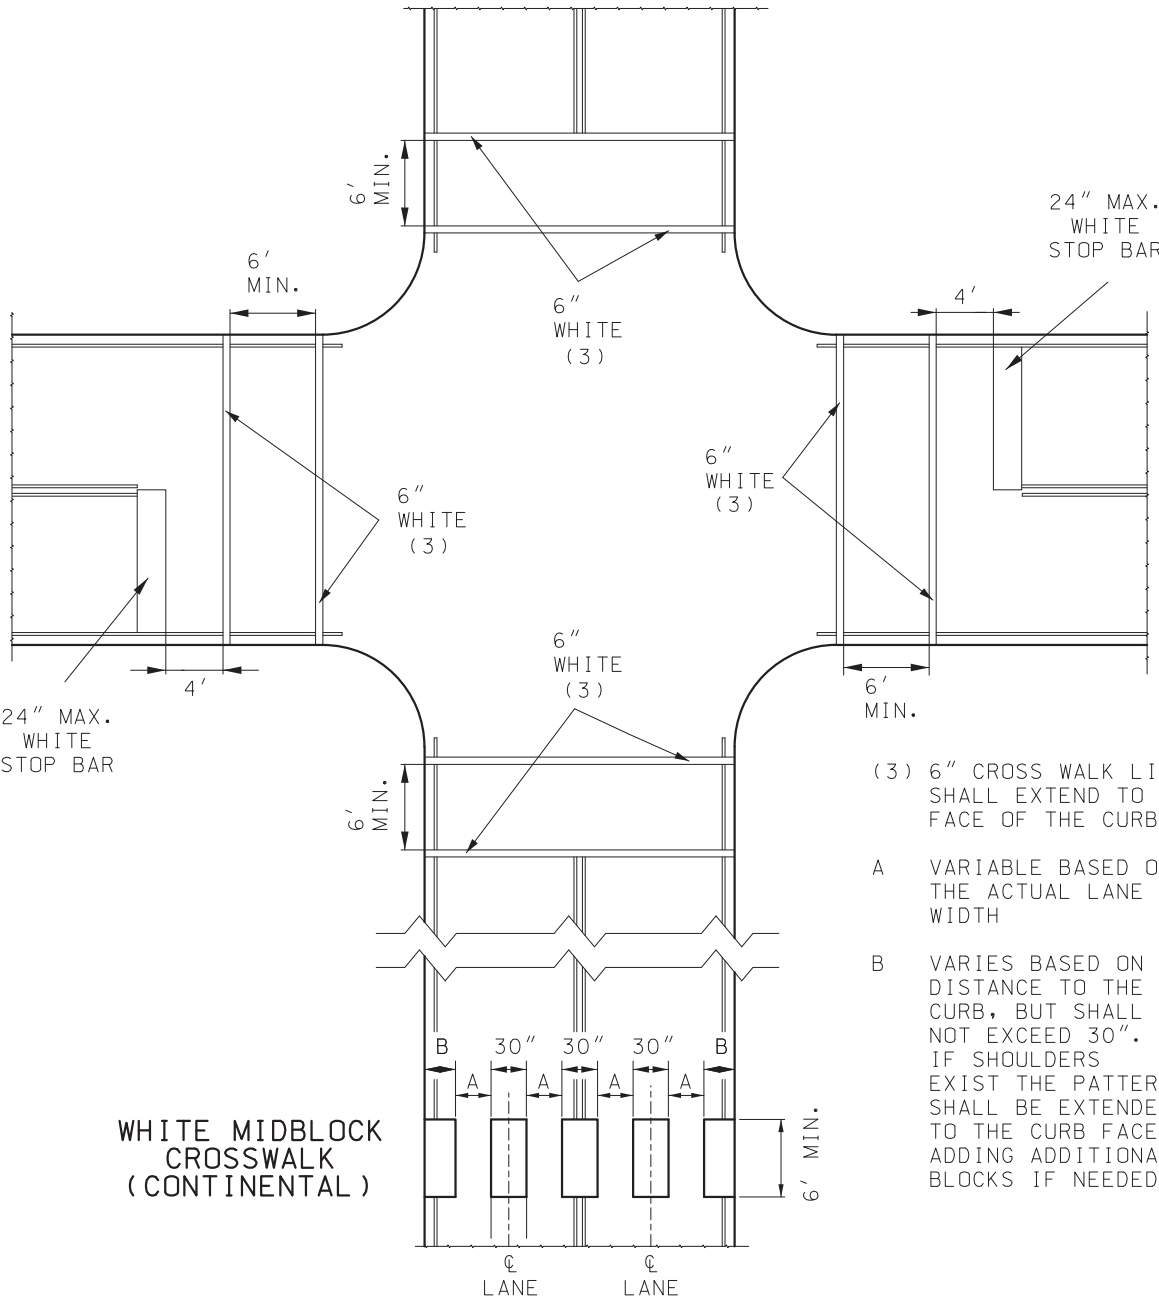 6' MIN.
24" MAX.
WHITE
STOP BAR
6'
MIN.
4'
6"
WHITE
(3)
6"
WHITE
(3)
6"
WHITE
(3)
6"
WHITE
(3)
4'
6'
MIN.
24" MAX.
WHITE
STOP BAR
6' MIN.
(3) 6" CROSS WALK LI
SHALL EXTEND TO
FACE OF THE CURB
A VARIABLE BASED O
THE ACTUAL LANE
WIDTH
B VARIES BASED ON
DISTANCE TO THE
CURB, BUT SHALL
NOT EXCEED 30".
IF SHOULDERS
EXIST THE PATTER
SHALL BE EXTENDE
TO THE CURB FACE
ADDING ADDITIONA
BLOCKS IF NEEDED
B 30" 30" 30" B
A A A A
WHITE MIDBLOCK
CROSSWALK
(CONTINENTAL)
6' MIN.
℄ ℄
LANE LANE